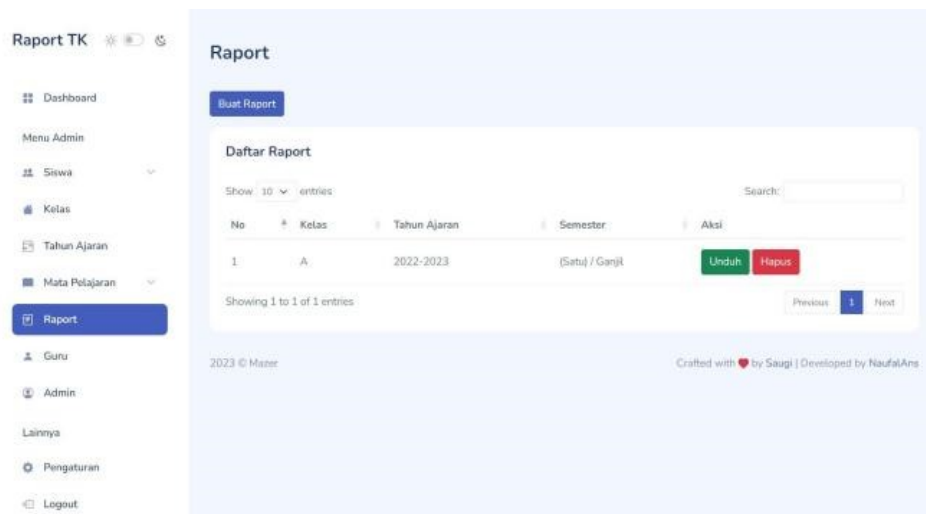 Raport TK
Dashboard
Menu Admin
Siswa
Kelas
Tahun Ajaran
Mata Pelajaran
Raport
Guru
Admin
Lainnya
Pengaturan
Logout
Raport
Buat Raport
Daftar Raport
Show 10 entries
Search:
No Kelas Tahun Ajaran Semester Aksi
1 A 2022-2023 (Satu) / Ganjil Unduh Hapus
Showing 1 to 1 of 1 entries
Previous 1 Next
2023 © Mazer
Crafted with ❤ by Saugi | Developed by NaufalAns